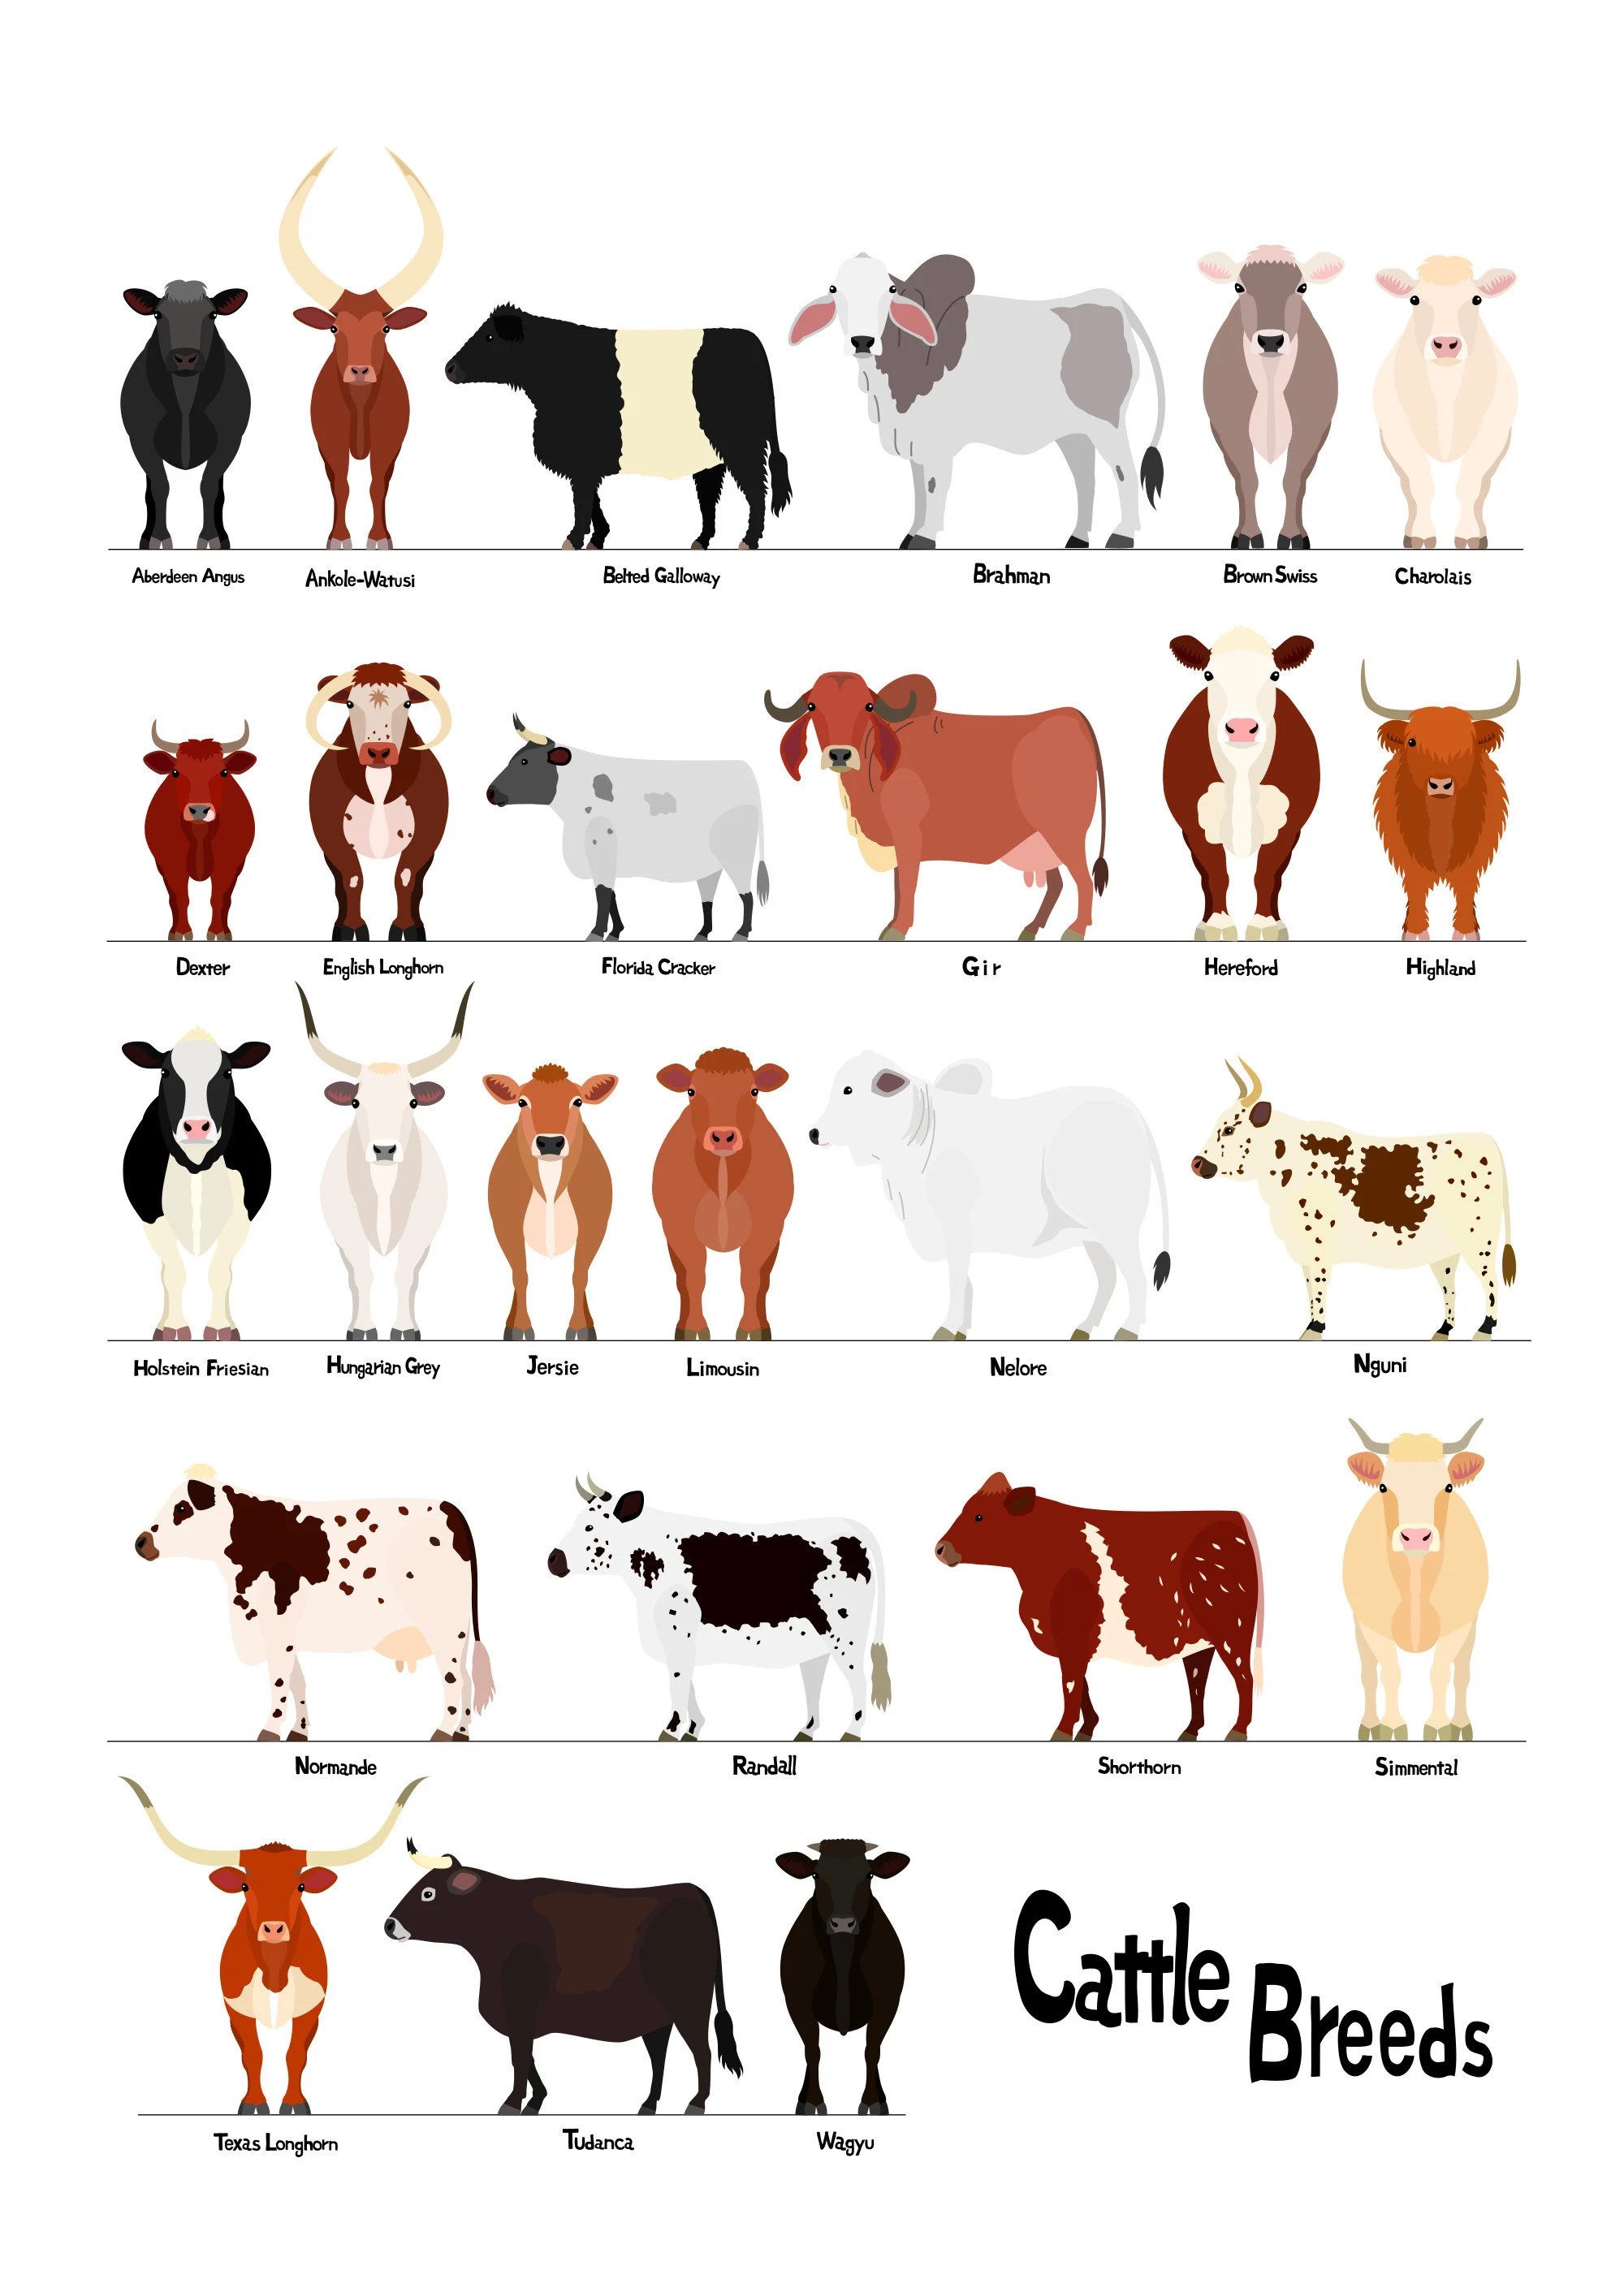 Aberdeen Angus
Ankole-Watusi
Belted Galloway
Brahman
Brown Swiss
Charolais
Dexter
English Longhorn
Florida Cracker
Gir
Hereford
Highland
Holstein Friesian
Hungarian Grey
Jersie
Limousin
Nelore
Nguni
Normande
Randall
Shorthorn
Simmental
Texas Longhorn
Tudanca
Wagyu
Cattle
Breeds